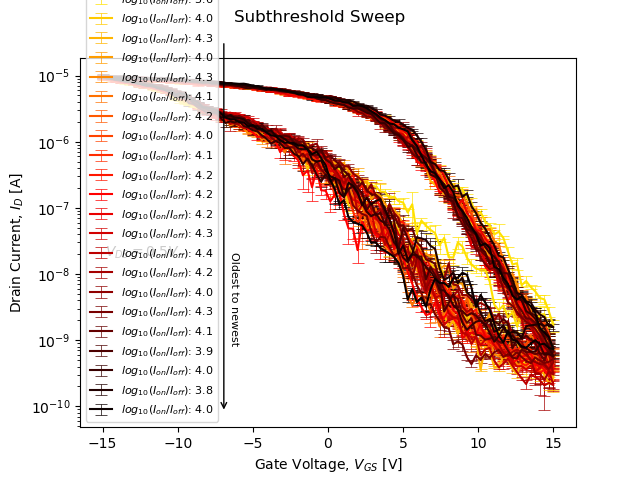 Subthreshold Sweep
log10(Ion/Ioff): 4.0
log10(Ion/Ioff): 4.3
log10(Ion/Ioff): 4.0
log10(Ion/Ioff): 4.3
log10(Ion/Ioff): 4.1
log10(Ion/Ioff): 4.2
log10(Ion/Ioff): 4.0
log10(Ion/Ioff): 4.1
log10(Ion/Ioff): 4.2
log10(Ion/Ioff): 4.2
log10(Ion/Ioff): 4.2
log10(Ion/Ioff): 4.3
log10(Ion/Ioff): 4.4
log10(Ion/Ioff): 4.2
log10(Ion/Ioff): 4.0
log10(Ion/Ioff): 4.3
log10(Ion/Ioff): 4.1
log10(Ion/Ioff): 3.9
log10(Ion/Ioff): 4.0
log10(Ion/Ioff): 3.8
log10(Ion/Ioff): 4.0
Oldest to newest
Drain Current, ID [A]
10−5
10−6
10−7
10−8
10−9
10−10
−15 −10 −5 0 5 10 15
Gate Voltage, VGS [V]